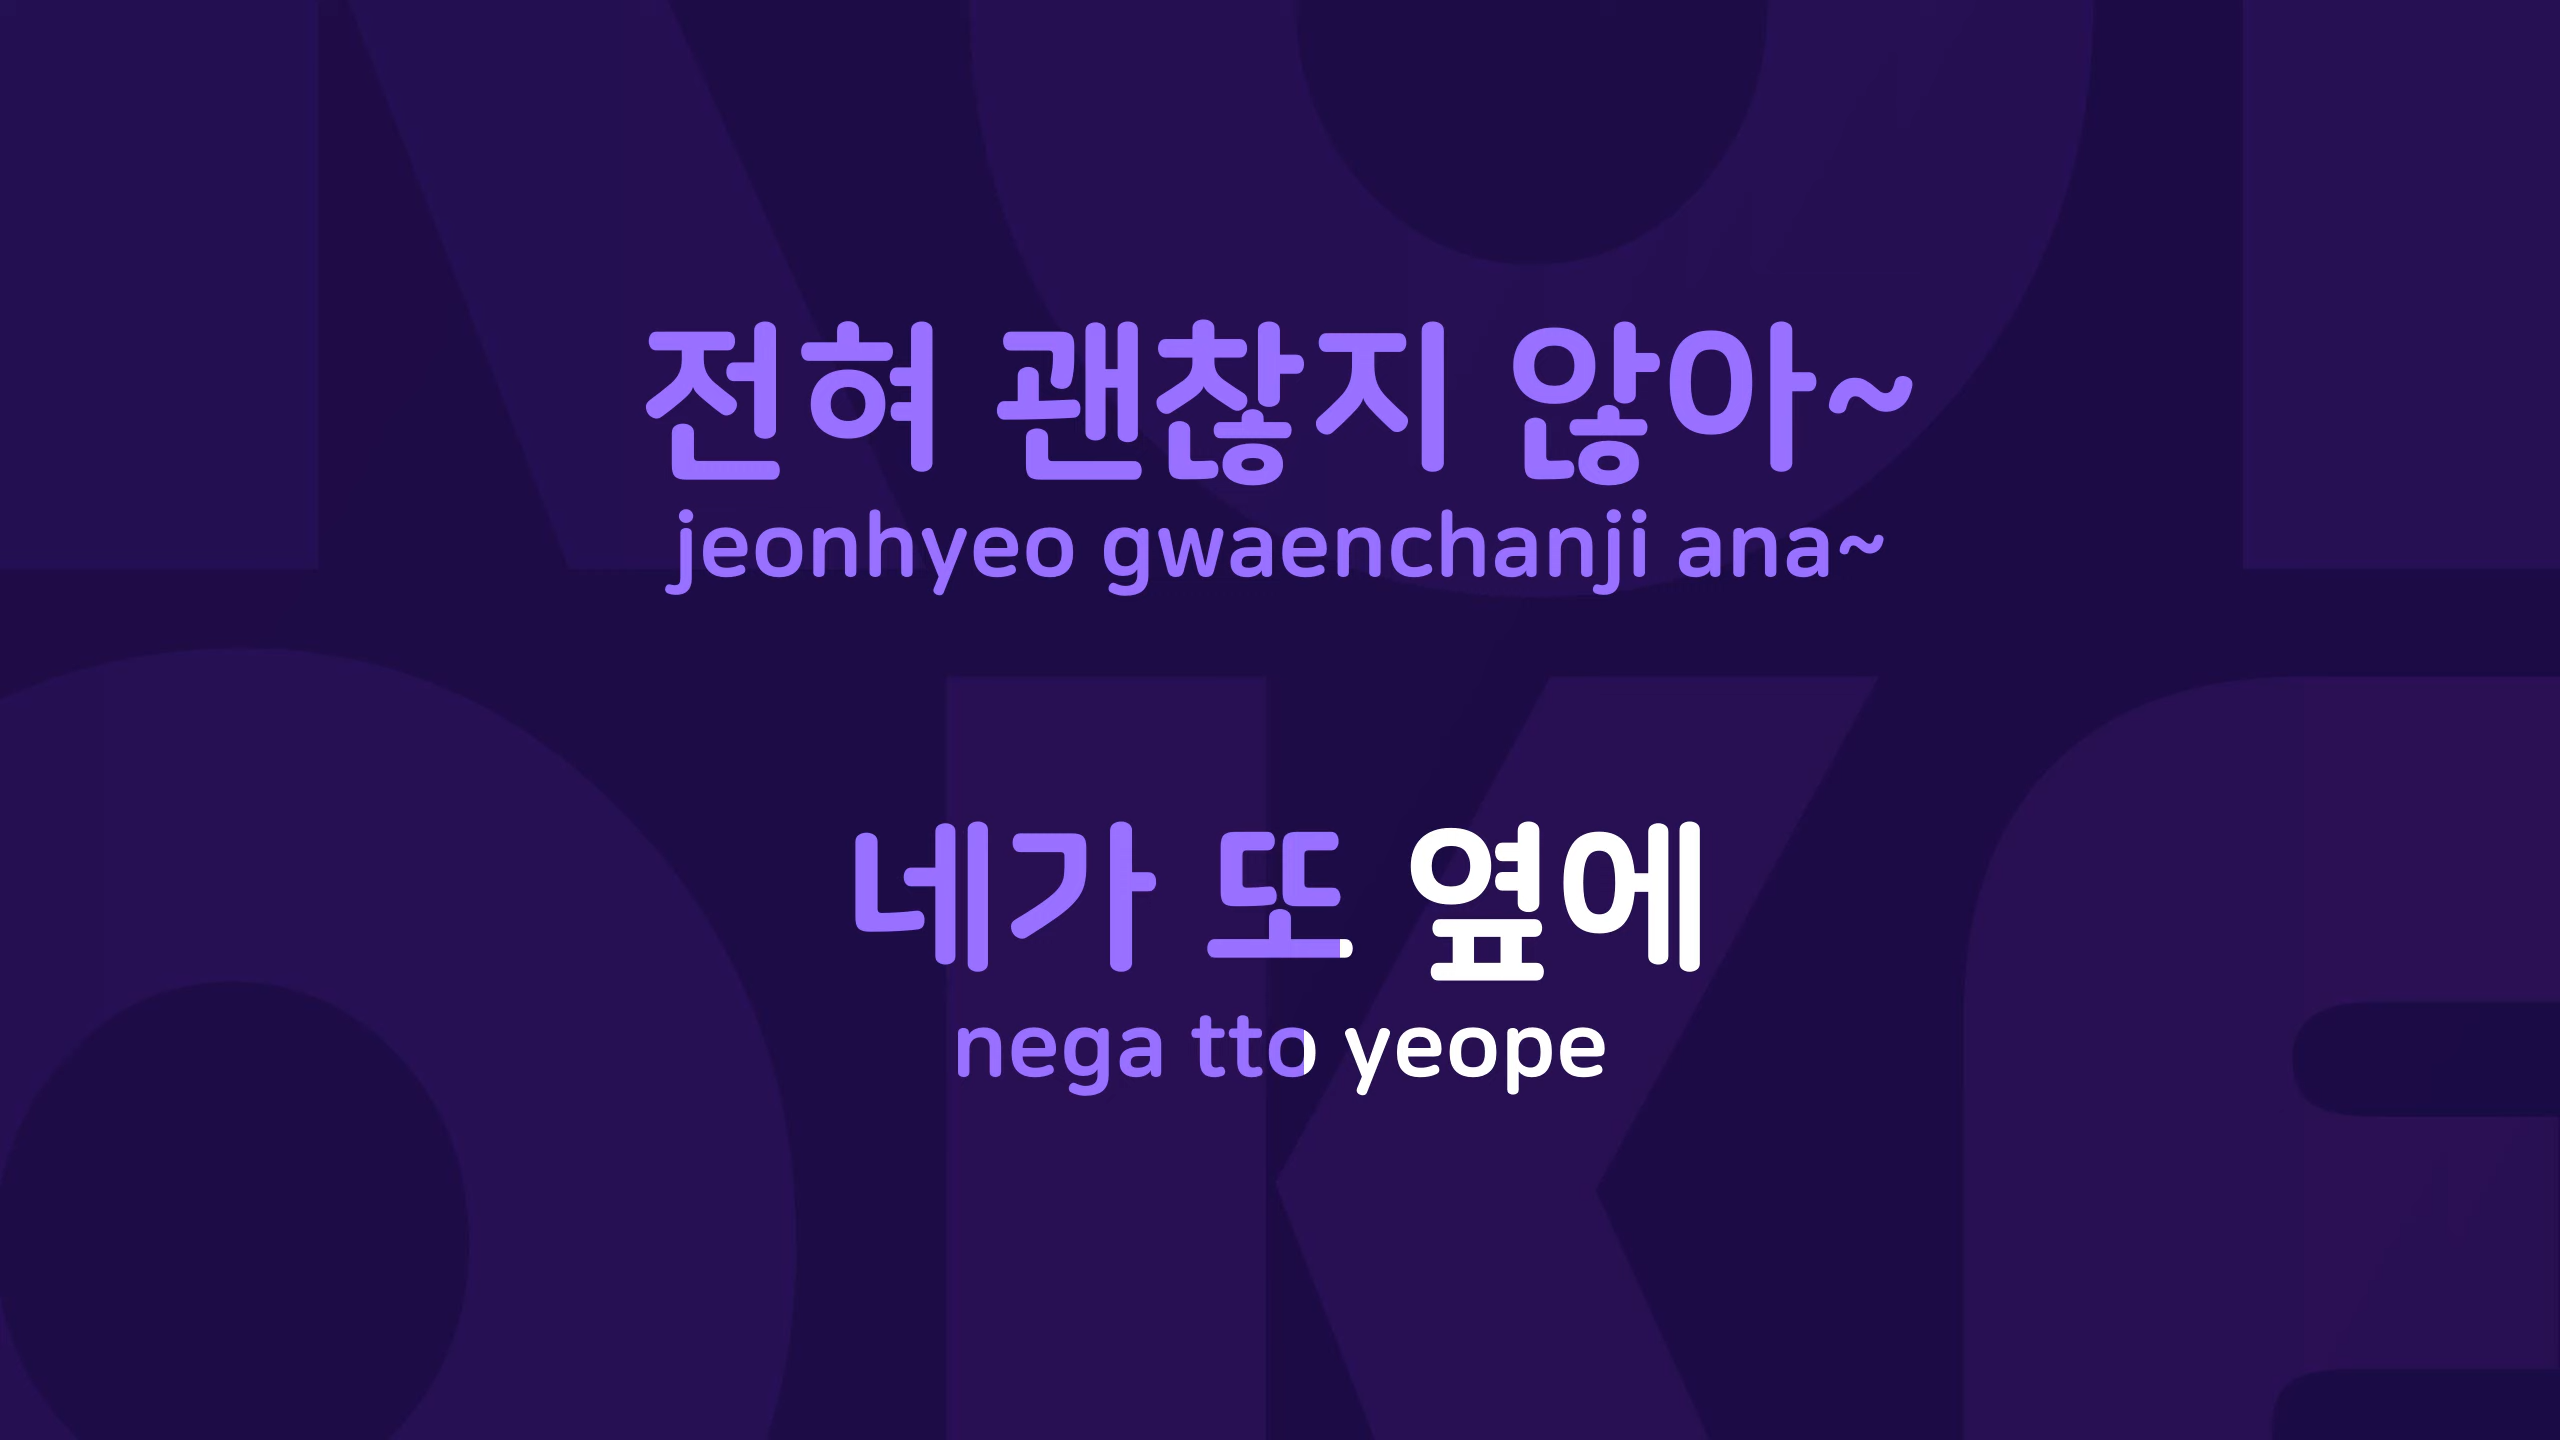 전혀 괜찮지 않아~
jeonhyeo gwaenchanji ana~
네가 또 옆에
nega tto yeope